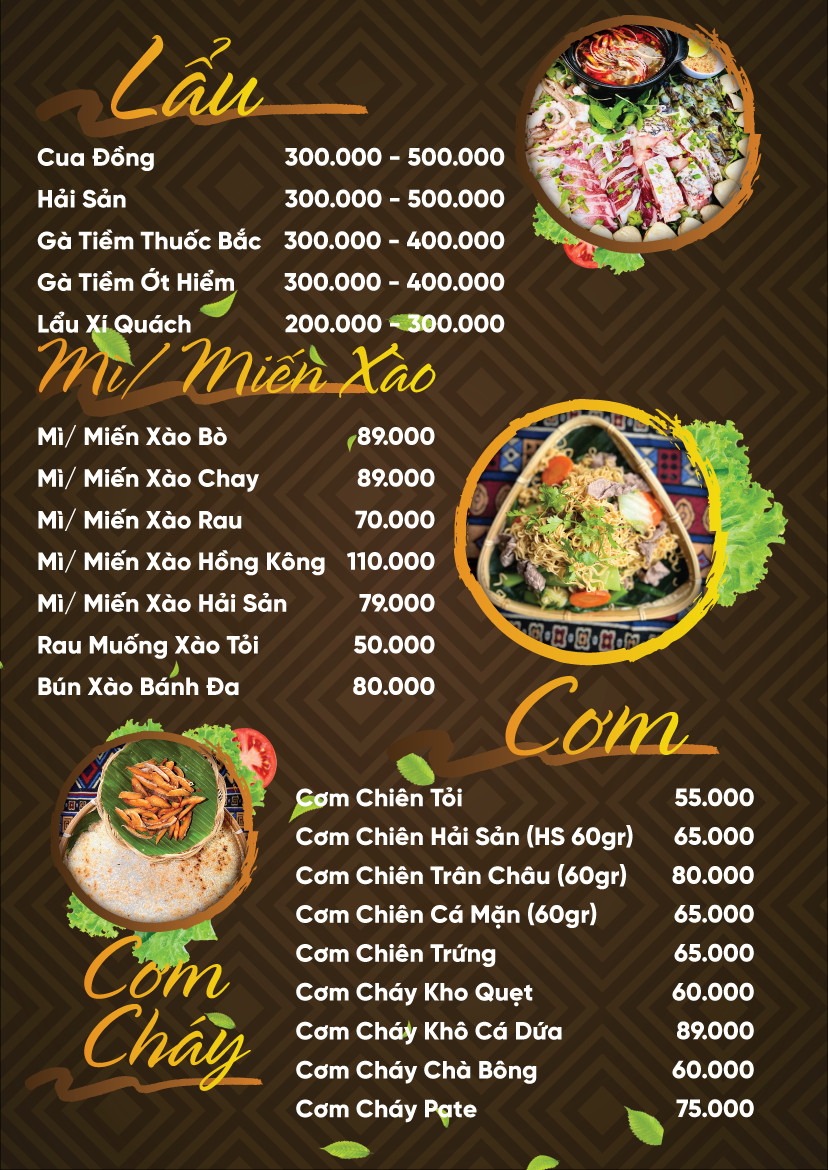 Lẩu
Cua Đồng 300.000 - 500.000
Hải Sản 300.000 - 500.000
Gà Tiềm Thuốc Bắc 300.000 - 400.000
Gà Tiềm Ớt Hiểm 300.000 - 400.000
Lẩu Xí Quách 200.000 - 300.000
Mì/ Miến Xào
Mì/ Miến Xào Bò 89.000
Mì/ Miến Xào Chay 89.000
Mì/ Miến Xào Rau 70.000
Mì/ Miến Xào Hồng Kông 110.000
Mì/ Miến Xào Hải Sản 79.000
Rau Muống Xào Tỏi 50.000
Bún Xào Bánh Đa 80.000
Cơm
Cơm Chiên Tỏi 55.000
Cơm Chiên Hải Sản (HS 60gr) 65.000
Cơm Chiên Trân Châu (60gr) 80.000
Cơm Chiên Cá Mặn (60gr) 65.000
Cơm Chiên Trứng 65.000
Cơm Cháy Kho Quẹt 60.000
Cơm Cháy Khô Cá Dứa 89.000
Cơm Cháy Chà Bông 60.000
Cơm Cháy Pate 75.000
Cơm
Cháy